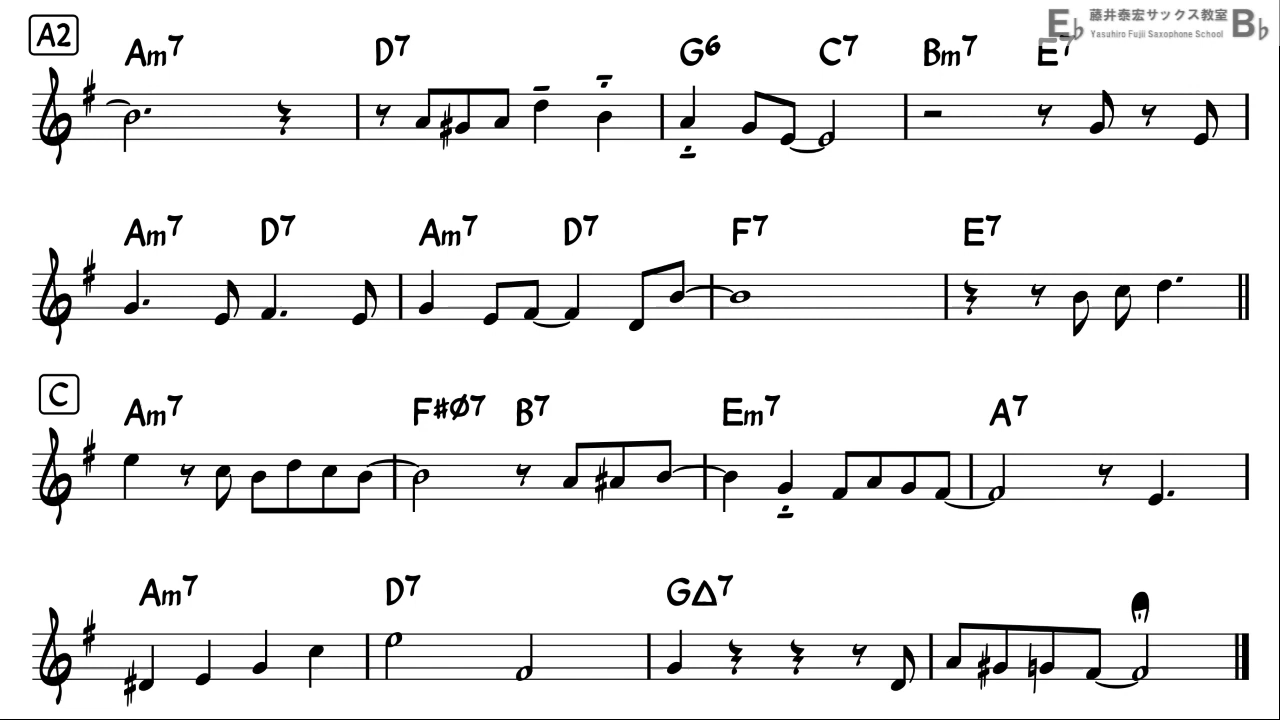 E♭ 藤井泰宏サックス教室 B♭
Yasuhiro Fujii Saxophone School
A2
Am7 D7 G6 C7 Bm7 E7
Am7 D7 Am7 D7 F7 E7
C
Am7 F#Ø7 B7 Em7 A7
Am7 D7 G△7